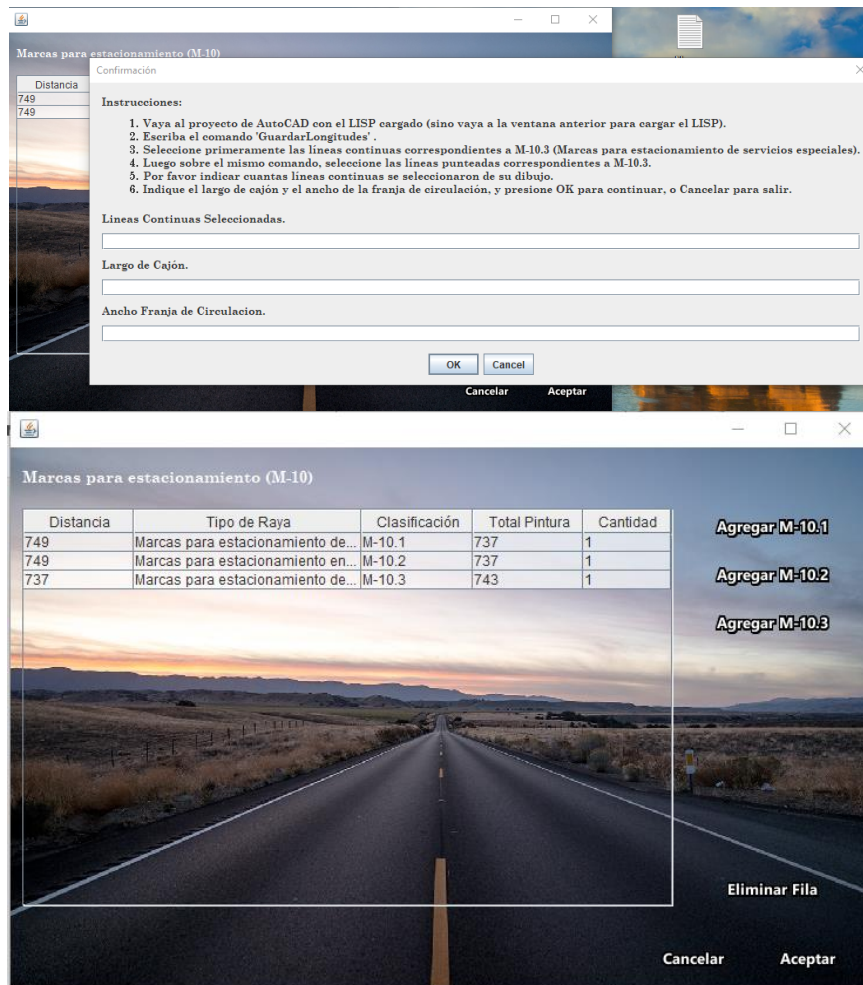 Marcas para estacionamiento (M-10)
Distancia
749
749
Confirmación
Instrucciones:
1. Vaya al proyecto de AutoCAD con el LISP cargado (sino vaya a la ventana anterior para cargar el LISP).
2. Escriba el comando 'GuardarLongitudes' .
3. Seleccione primeramente las líneas continuas correspondientes a M-10.3 (Marcas para estacionamiento de servicios especiales).
4. Luego sobre el mismo comando, seleccione las líneas punteadas correspondientes a M-10.3.
5. Por favor indicar cuantas líneas continuas se seleccionaron de su dibujo.
6. Indique el largo de cajón y el ancho de la franja de circulación, y presione OK para continuar, o Cancelar para salir.
Lineas Continuas Seleccionadas.
Largo de Cajón.
Ancho Franja de Circulacion.
OK Cancel
Cancelar Aceptar
Marcas para estacionamiento (M-10)
Distancia Tipo de Raya Clasificación Total Pintura Cantidad
749 Marcas para estacionamiento de... M-10.1 737 1
749 Marcas para estacionamiento en... M-10.2 737 1
737 Marcas para estacionamiento de... M-10.3 743 1
Agregar M-10.1
Agregar M-10.2
Agregar M-10.3
Eliminar Fila
Cancelar Aceptar